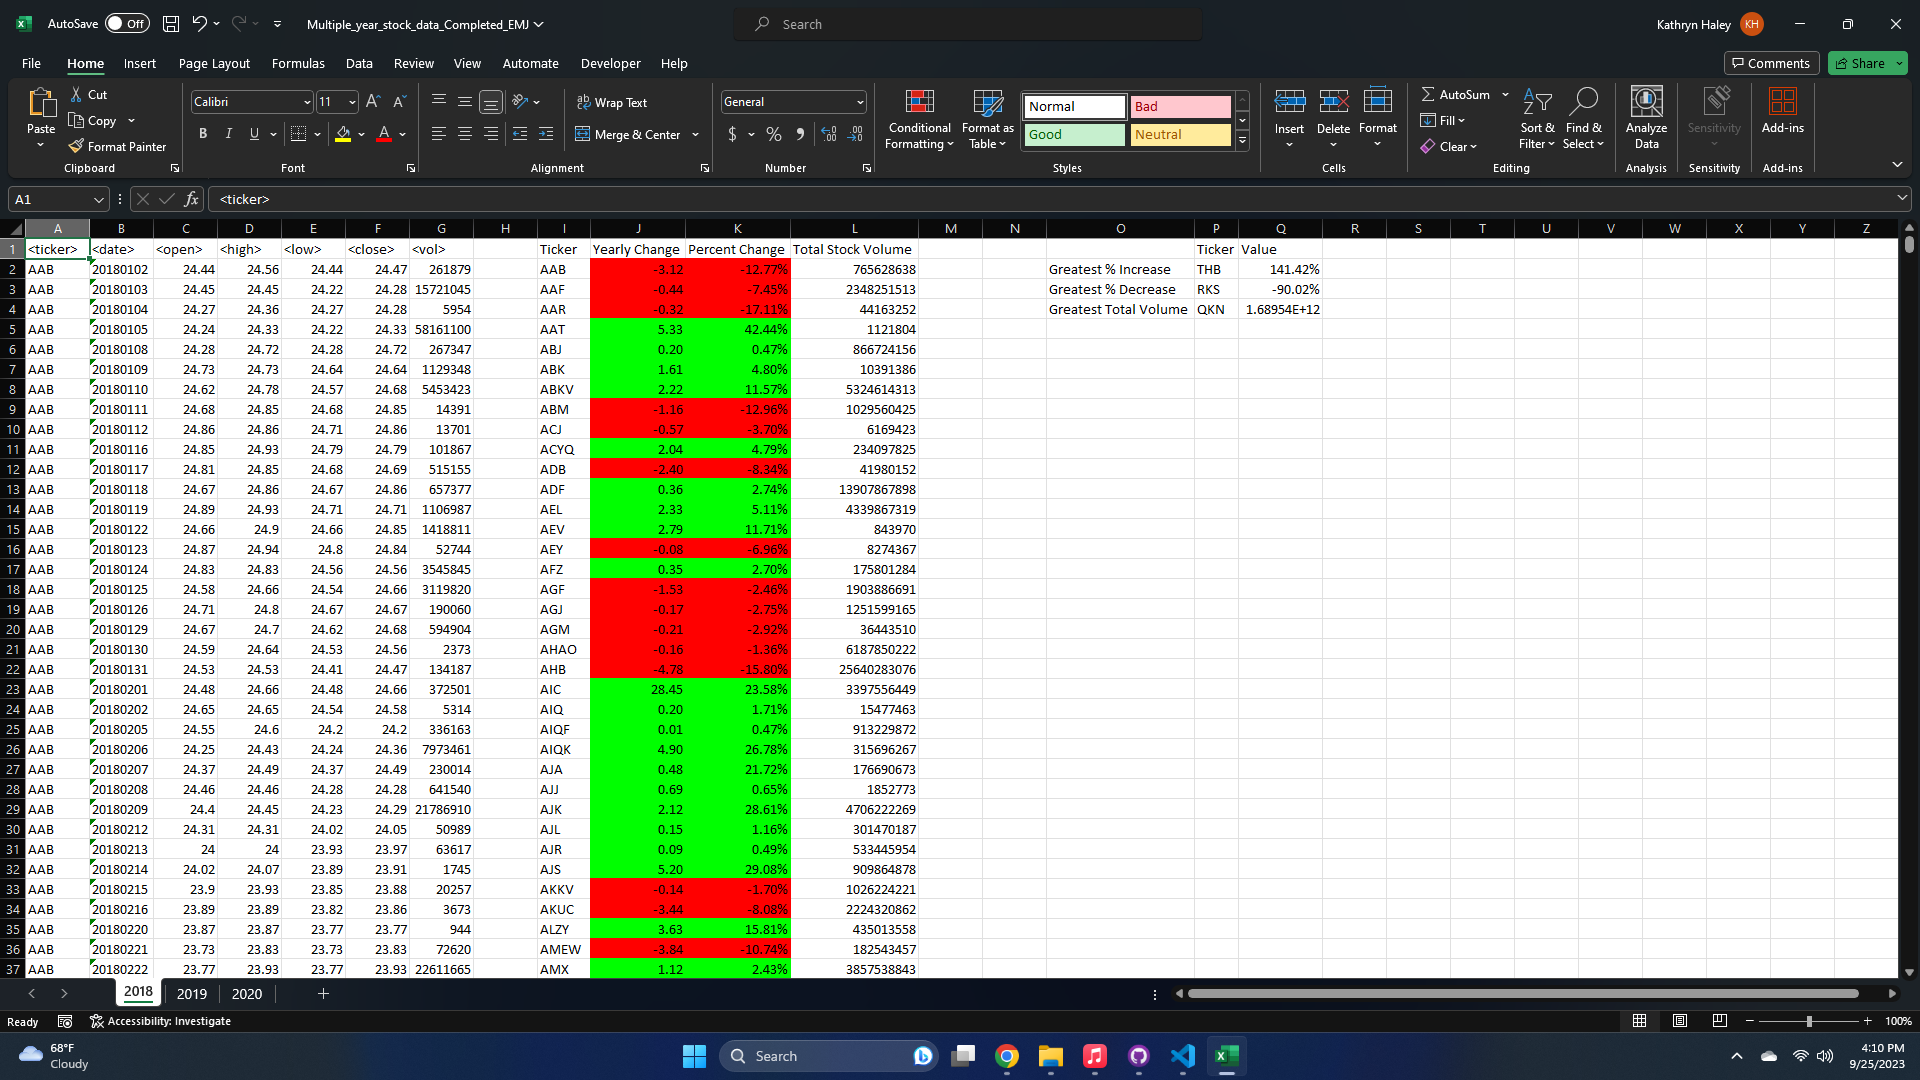 AutoSave Off Multiple_year_stock_data_Completed_EMJ Search Kathryn Haley KH
File Home Insert Page Layout Formulas Data Review View Automate Developer Help Comments Share
Paste Cut Copy Format Painter Clipboard
Calibri 11 B I U A Font
Wrap Text Merge & Center Alignment
General $ % Number
Conditional Formatting Format as Table Normal Bad Good Neutral Styles
Insert Delete Format Cells
AutoSum Fill Clear Sort & Filter Find & Select Editing
Analyze Data Analysis
Sensitivity Sensitivity
Add-ins Add-ins
A1 fx <ticker>
A B C D E F G H I J K L M N O P Q R S T U V W X Y Z
1 <ticker> <date> <open> <high> <low> <close> <vol> Ticker Yearly Change Percent Change Total Stock Volume Ticker Value
2 AAB 20180102 24.44 24.56 24.44 24.47 261879 AAB -3.12 -12.77% 765628638 Greatest % Increase THB 141.42%
3 AAB 20180103 24.45 24.45 24.22 24.28 15721045 AAF -0.44 -7.45% 2348251513 Greatest % Decrease RKS -90.02%
4 AAB 20180104 24.27 24.36 24.27 24.28 5954 AAR -0.32 -17.11% 44163252 Greatest Total Volume QKN 1.68954E+12
5 AAB 20180105 24.24 24.33 24.22 24.33 58161100 AAT 5.33 42.44% 1121804
6 AAB 20180108 24.28 24.72 24.28 24.72 267347 ABJ 0.20 0.47% 866724156
7 AAB 20180109 24.73 24.73 24.64 24.64 1129348 ABK 1.61 4.80% 10391386
8 AAB 20180110 24.62 24.78 24.57 24.68 5453423 ABKV 2.22 11.57% 5324614313
9 AAB 20180111 24.68 24.85 24.68 24.85 14391 ABM -1.16 -12.96% 1029560425
10 AAB 20180112 24.86 24.86 24.71 24.86 13701 ACJ -0.57 -3.70% 6169423
11 AAB 20180116 24.85 24.93 24.79 24.79 101867 ACYQ 2.04 4.79% 234097825
12 AAB 20180117 24.81 24.85 24.68 24.69 515155 ADB -2.40 -8.34% 41980152
13 AAB 20180118 24.67 24.86 24.67 24.86 657377 ADF 0.36 2.74% 13907867898
14 AAB 20180119 24.89 24.93 24.71 24.71 1106987 AEL 2.33 5.11% 4339867319
15 AAB 20180122 24.66 24.9 24.66 24.85 1418811 AEV 2.79 11.71% 843970
16 AAB 20180123 24.87 24.94 24.8 24.84 52744 AEY -0.08 -6.96% 8274367
17 AAB 20180124 24.83 24.83 24.56 24.56 3545845 AFZ 0.35 2.70% 175801284
18 AAB 20180125 24.58 24.66 24.54 24.66 3119820 AGF -1.53 -2.46% 1903886691
19 AAB 20180126 24.71 24.8 24.67 24.67 190060 AGJ -0.17 -2.75% 1251599165
20 AAB 20180129 24.67 24.7 24.62 24.68 594904 AGM -0.21 -2.92% 36443510
21 AAB 20180130 24.59 24.64 24.53 24.56 2373 AHAO -0.16 -1.36% 6187850222
22 AAB 20180131 24.53 24.53 24.41 24.47 134187 AHB -4.78 -15.80% 25640283076
23 AAB 20180201 24.48 24.66 24.48 24.66 372501 AIC 28.45 23.58% 3397556449
24 AAB 20180202 24.65 24.65 24.54 24.58 5314 AIQ 0.20 1.71% 15477463
25 AAB 20180205 24.55 24.6 24.2 24.2 336163 AIQF 0.01 0.47% 913229872
26 AAB 20180206 24.25 24.43 24.24 24.36 7973461 AIQK 4.90 26.78% 315696267
27 AAB 20180207 24.37 24.49 24.37 24.49 230014 AJA 0.48 21.72% 176690673
28 AAB 20180208 24.46 24.46 24.28 24.28 641540 AJJ 0.69 0.65% 1852773
29 AAB 20180209 24.4 24.45 24.23 24.29 21786910 AJK 2.12 28.61% 4706222269
30 AAB 20180212 24.31 24.31 24.02 24.05 50989 AJL 0.15 1.16% 301470187
31 AAB 20180213 24 24 23.93 23.97 63617 AJR 0.09 0.49% 533445954
32 AAB 20180214 24.02 24.07 23.89 23.91 1745 AJS 5.20 29.08% 909864878
33 AAB 20180215 23.9 23.93 23.85 23.88 20257 AKKV -0.14 -1.70% 1026224221
34 AAB 20180216 23.89 23.89 23.82 23.86 3673 AKUC -3.44 -8.08% 2224320862
35 AAB 20180220 23.87 23.87 23.77 23.77 944 ALZY 3.63 15.81% 435013558
36 AAB 20180221 23.73 23.83 23.73 23.83 72620 AMEW -3.84 -10.74% 182543457
37 AAB 20180222 23.77 23.93 23.77 23.93 22611665 AMX 1.12 2.43% 3857538843
2018 2019 2020
Ready Accessibility: Investigate 100%
68°F Cloudy Search 4:10 PM 9/25/2023